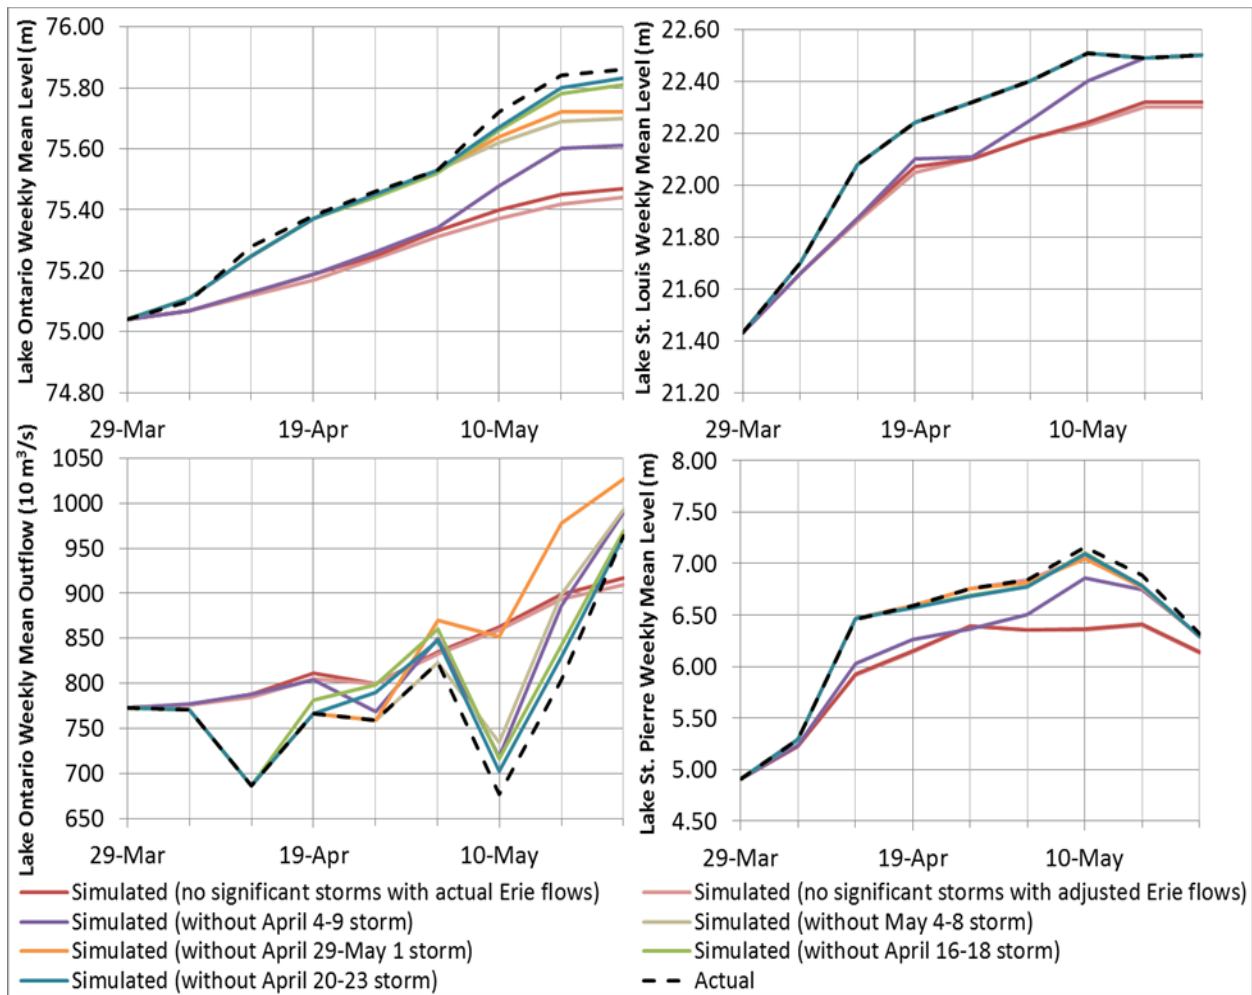 Lake Ontario Weekly Mean Level (m)
76.00
75.80
75.60
75.40
75.20
75.00
74.80
29-Mar
19-Apr
10-May
Lake St. Louis Weekly Mean Level (m)
22.60
22.40
22.20
22.00
21.80
21.60
21.40
21.20
29-Mar
19-Apr
10-May
Lake Ontario Weekly Mean Outflow (10 m³/s)
1050
1000
950
900
850
800
750
700
650
29-Mar
19-Apr
10-May
Lake St. Pierre Weekly Mean Level (m)
8.00
7.50
7.00
6.50
6.00
5.50
5.00
4.50
29-Mar
19-Apr
10-May
Simulated (no significant storms with actual Erie flows)
Simulated (no significant storms with adjusted Erie flows)
Simulated (without April 4-9 storm)
Simulated (without May 4-8 storm)
Simulated (without April 29-May 1 storm)
Simulated (without April 16-18 storm)
Simulated (without April 20-23 storm)
Actual